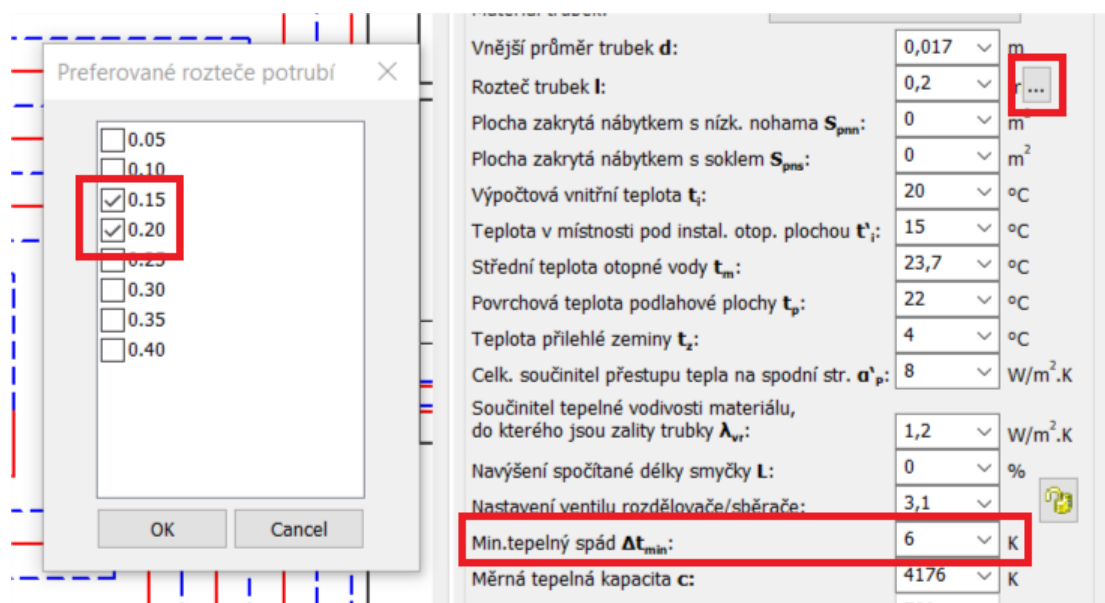 Preferované rozteče potrubí
0.05
0.10
0.15
0.20
0.25
0.30
0.35
0.40
OK Cancel
Materiál trubek:
Vnější průměr trubek d: 0,017 m
Rozteč trubek l: 0,2 ...
Plocha zakrytá nábytkem s nízk. nohama Spnn: 0 m²
Plocha zakrytá nábytkem s soklem Spns: 0 m²
Výpočtová vnitřní teplota ti: 20 °C
Teplota v místnosti pod instal. otop. plochou t'i: 15 °C
Střední teplota otopné vody tm: 23,7 °C
Povrchová teplota podlahové plochy tp: 22 °C
Teplota přilehlé zeminy tz: 4 °C
Celk. součinitel přestupu tepla na spodní str. α'p: 8 W/m².K
Součinitel tepelné vodivosti materiálu,
do kterého jsou zality trubky λvr: 1,2 W/m².K
Navýšení spočítané délky smyčky L: 0 %
Nastavení ventilu rozdělovače/sběrače: 3,1
Min.tepelný spád Δtmin: 6 K
Měrná tepelná kapacita c: 4176 K